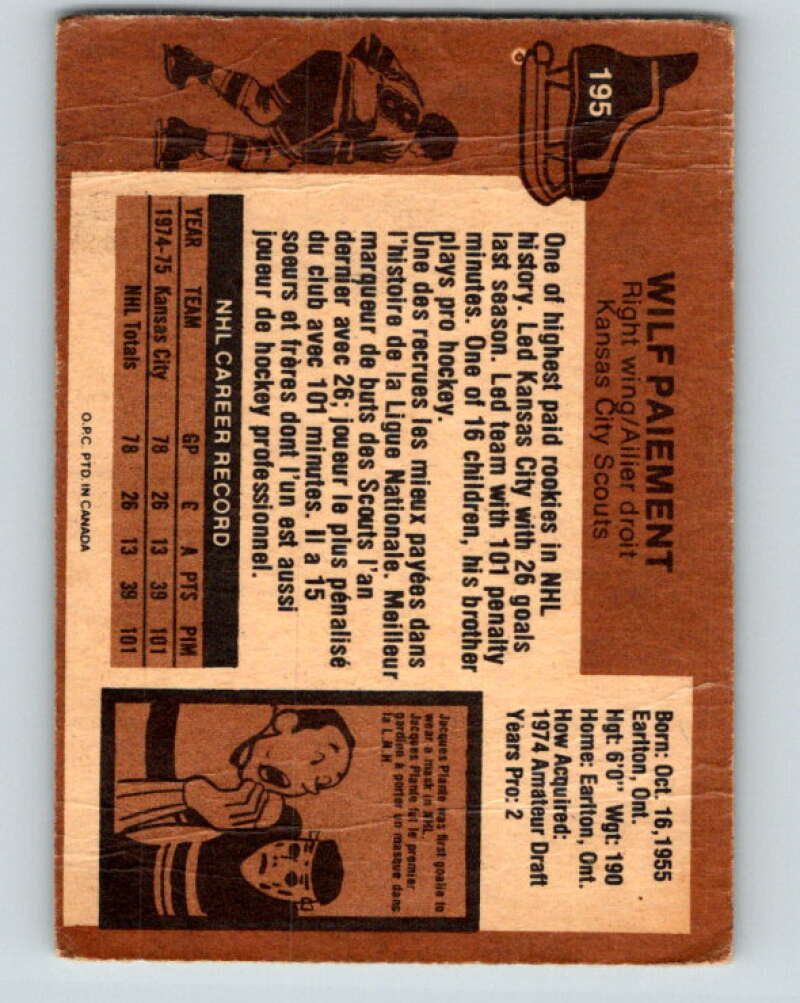 195
WILF PAIEMENT
Right wing/Ailier droit
Kansas City Scouts
Born: Oct. 16, 1955
Earlton, Ont.
Hgt: 6'0" Wgt: 190
Home: Earlton, Ont.
How Acquired:
1974 Amateur Draft
Years Pro: 2
8
One of highest paid rookies in NHL
history. Led Kansas City with 26 goals
last season. Led team with 101 penalty
minutes. One of 16 children, his brother
plays pro hockey.
Une des recrues les mieux payées dans
l'histoire de la Ligue Nationale. Meilleur
marqueur de buts des Scouts l'an
dernier avec 26; joueur le plus pénalisé
du club avec 101 minutes. Il a 15
soeurs et frères dont l'un est aussi
joueur de hockey professionnel.
NHL CAREER RECORD
YEAR TEAM GP G A PTS PIM
1974-75 Kansas City 78 26 13 39 101
NHL Totals 78 26 13 39 101
Jacques Plante was first goalie to
wear a mask in NHL.
Jacques Plante fut le premier
gardien à porter un masque dans
la L.N.H.
O.P.C. PTD. IN CANADA